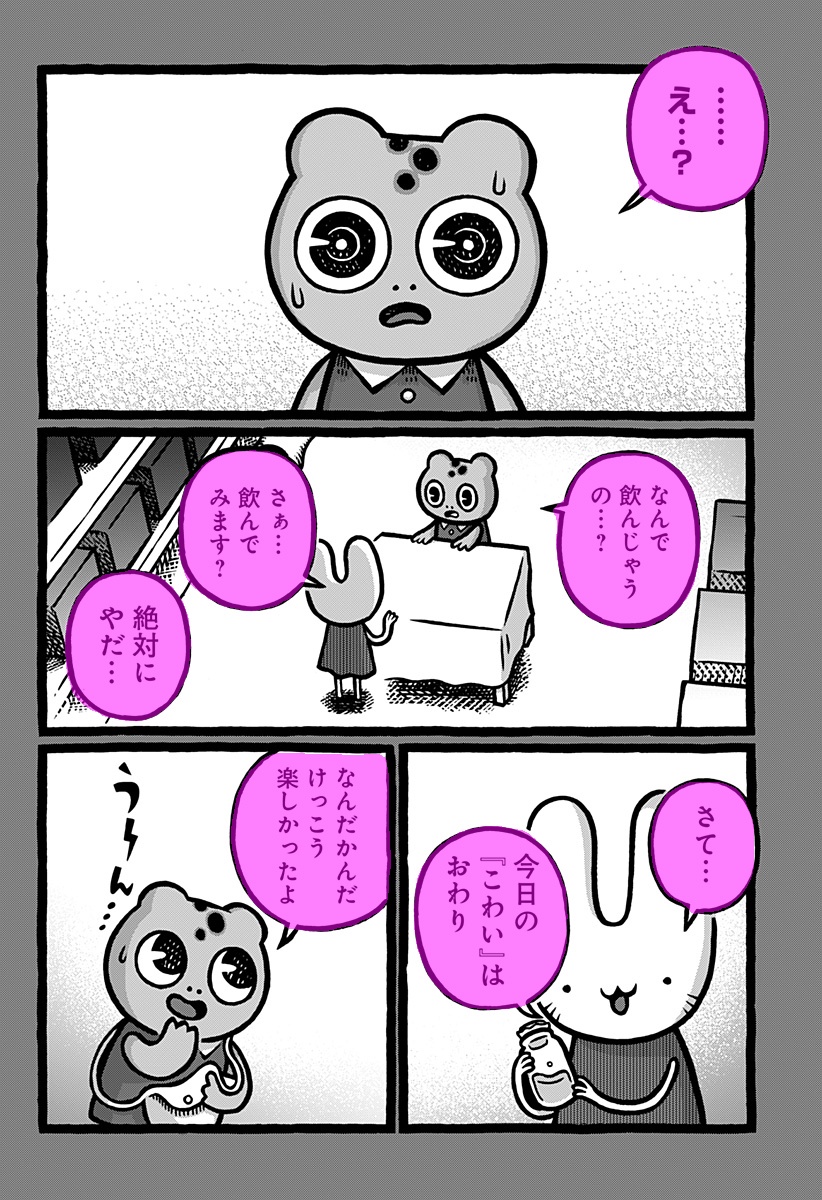 ……
え…？
なんで
飲んじゃう
の…？
さぁ…
飲んで
みます？
絶対に
やだ…
さて…
今日の
『こわい』は
おわり
なんだかんだ
けっこう
楽しかったよ
うーん…